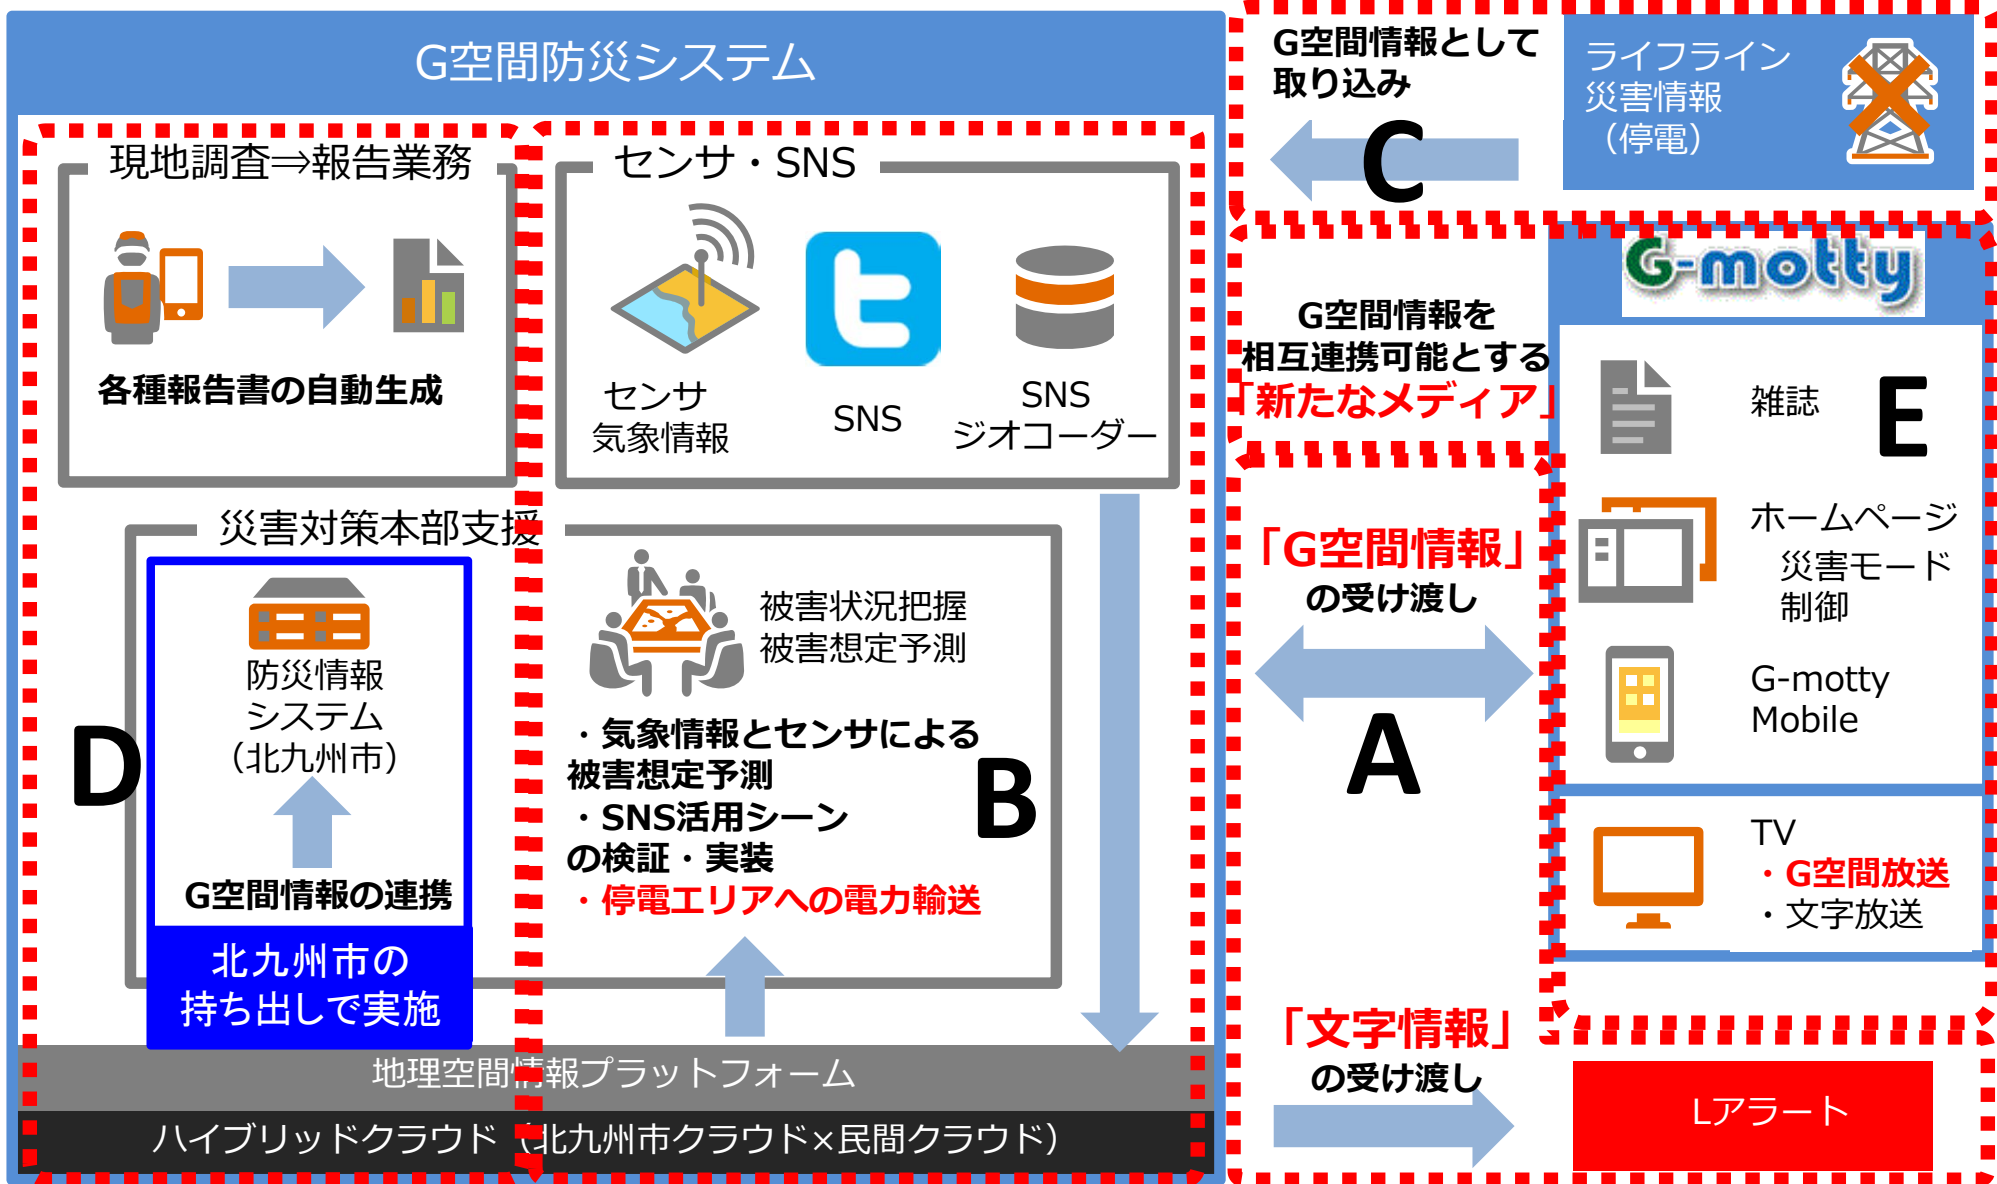 G空間防災システム
現地調査⇒報告業務
各種報告書の自動生成
センサ・SNS
センサ
気象情報
SNS
SNS
ジオコーダー
災害対策本部支援
防災情報
システム
（北九州市）
G空間情報の連携
北九州市の
持ち出しで実施
D
被害状況把握
被害想定予測
・気象情報とセンサによる
被害想定予測
・SNS活用シーン
の検証・実装
・停電エリアへの電力輸送
B
地理空間情報プラットフォーム
ハイブリッドクラウド（北九州市クラウド×民間クラウド）
G空間情報として
取り込み
C
ライフライン
災害情報
（停電）
G空間情報を
相互連携可能とする
「新たなメディア」
「G空間情報」
の受け渡し
A
「文字情報」
の受け渡し
G-motty
雑誌
E
ホームページ
災害モード
制御
G-motty
Mobile
TV
・G空間放送
・文字放送
Lアラート